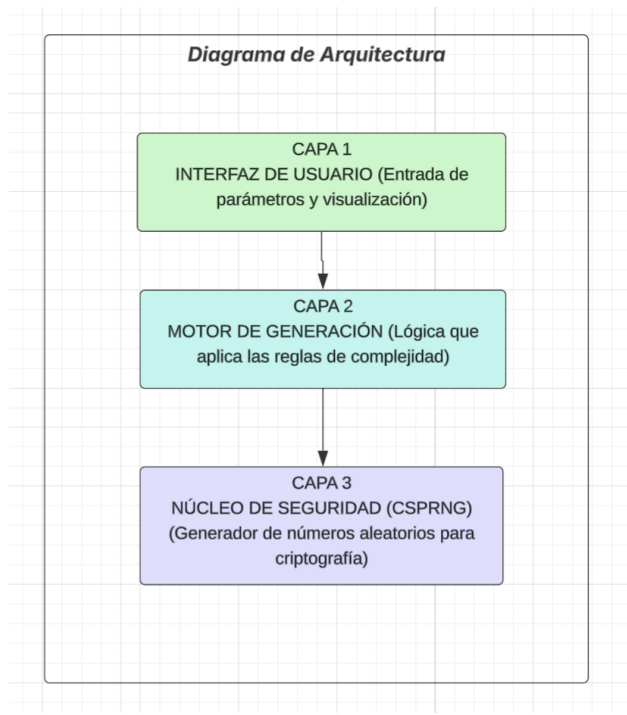 Diagrama de Arquitectura
CAPA 1
INTERFAZ DE USUARIO (Entrada de
parámetros y visualización)
CAPA 2
MOTOR DE GENERACIÓN (Lógica que
aplica las reglas de complejidad)
CAPA 3
NÚCLEO DE SEGURIDAD (CSPRNG)
(Generador de números aleatorios para
criptografía)